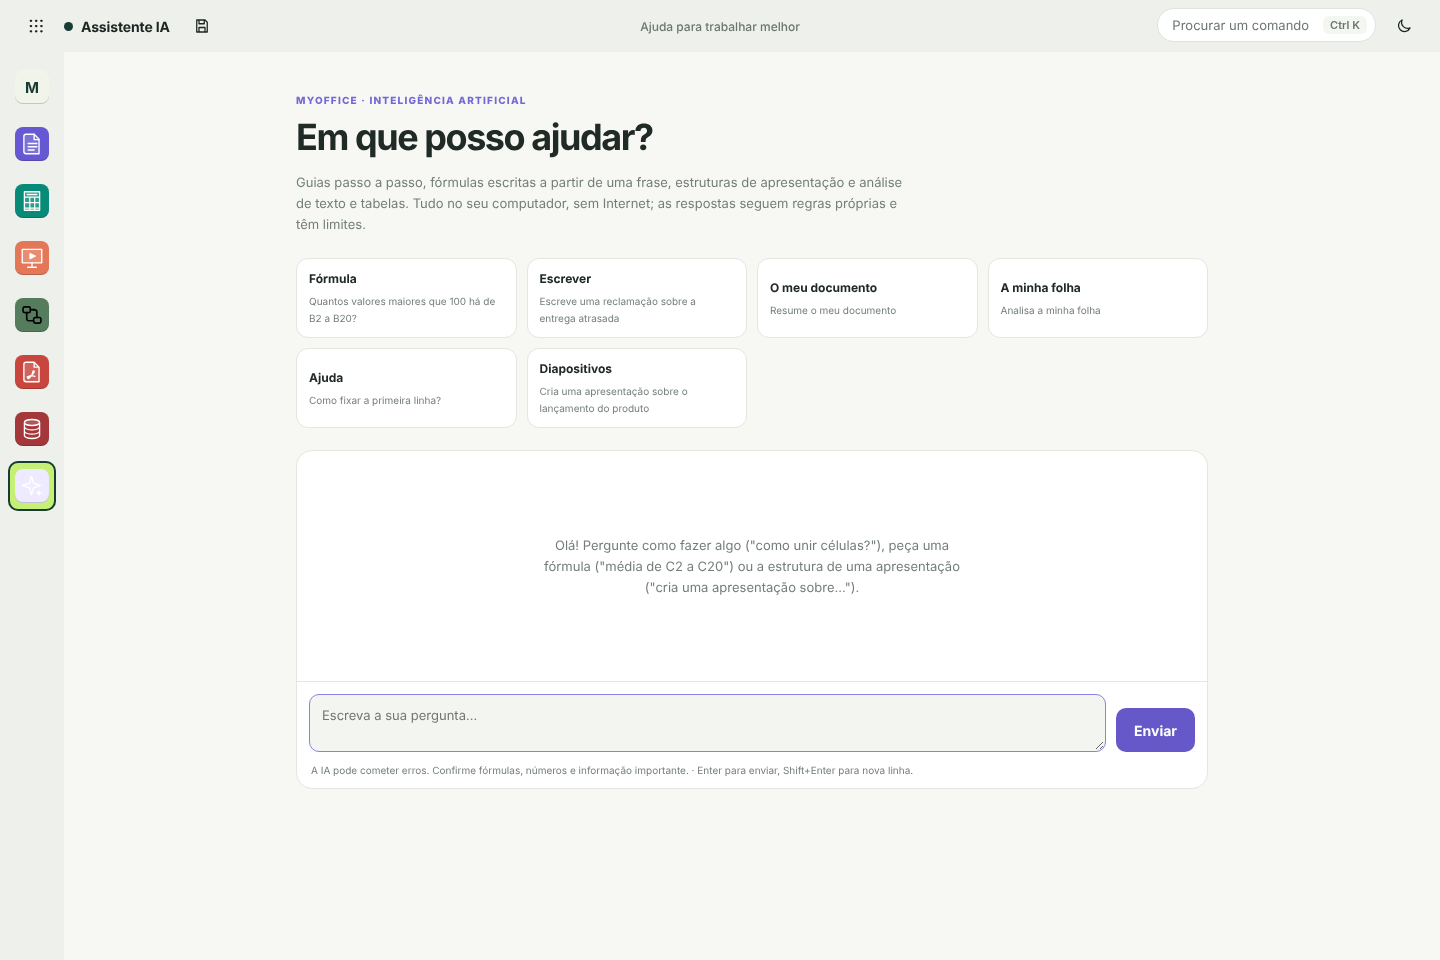 Assistente IA
Ajuda para trabalhar melhor
Procurar um comando
Ctrl K
M
MYOFFICE · INTELIGÊNCIA ARTIFICIAL
Em que posso ajudar?
Guias passo a passo, fórmulas escritas a partir de uma frase, estruturas de apresentação e análise
de texto e tabelas. Tudo no seu computador, sem Internet; as respostas seguem regras próprias e
têm limites.
Fórmula
Quantos valores maiores que 100 há de
B2 a B20?
Escrever
Escreve uma reclamação sobre a
entrega atrasada
O meu documento
Resume o meu documento
A minha folha
Analisa a minha folha
Ajuda
Como fixar a primeira linha?
Diapositivos
Cria uma apresentação sobre o
lançamento do produto
Olá! Pergunte como fazer algo ("como unir células?"), peça uma
fórmula ("média de C2 a C20") ou a estrutura de uma apresentação
("cria uma apresentação sobre...").
Escreva a sua pergunta...
Enviar
A IA pode cometer erros. Confirme fórmulas, números e informação importante. · Enter para enviar, Shift+Enter para nova linha.